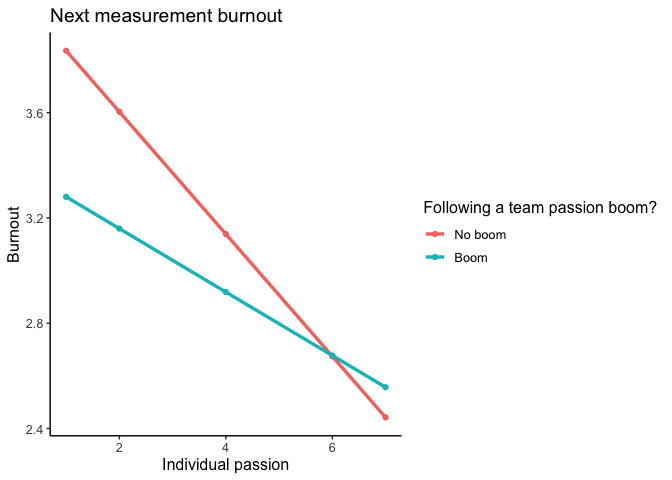 Next measurement burnout
3.6
3.2
2.8
2.4
Burnout
2 4 6
Individual passion
Following a team passion boom?
No boom
Boom